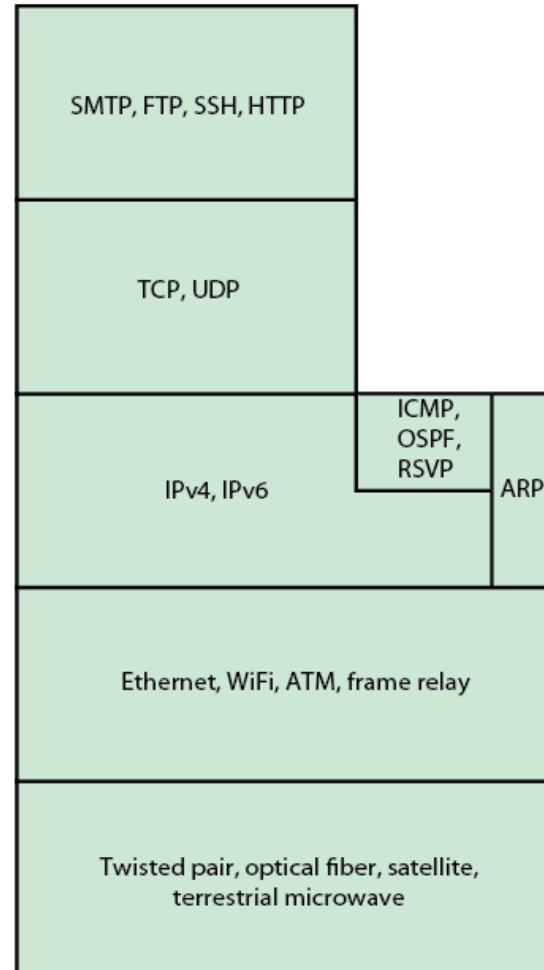 SMTP, FTP, SSH, HTTP
TCP, UDP
ICMP,
OSPF,
RSVP
IPv4, IPv6
ARP
Ethernet, WiFi, ATM, frame relay
Twisted pair, optical fiber, satellite,
terrestrial microwave